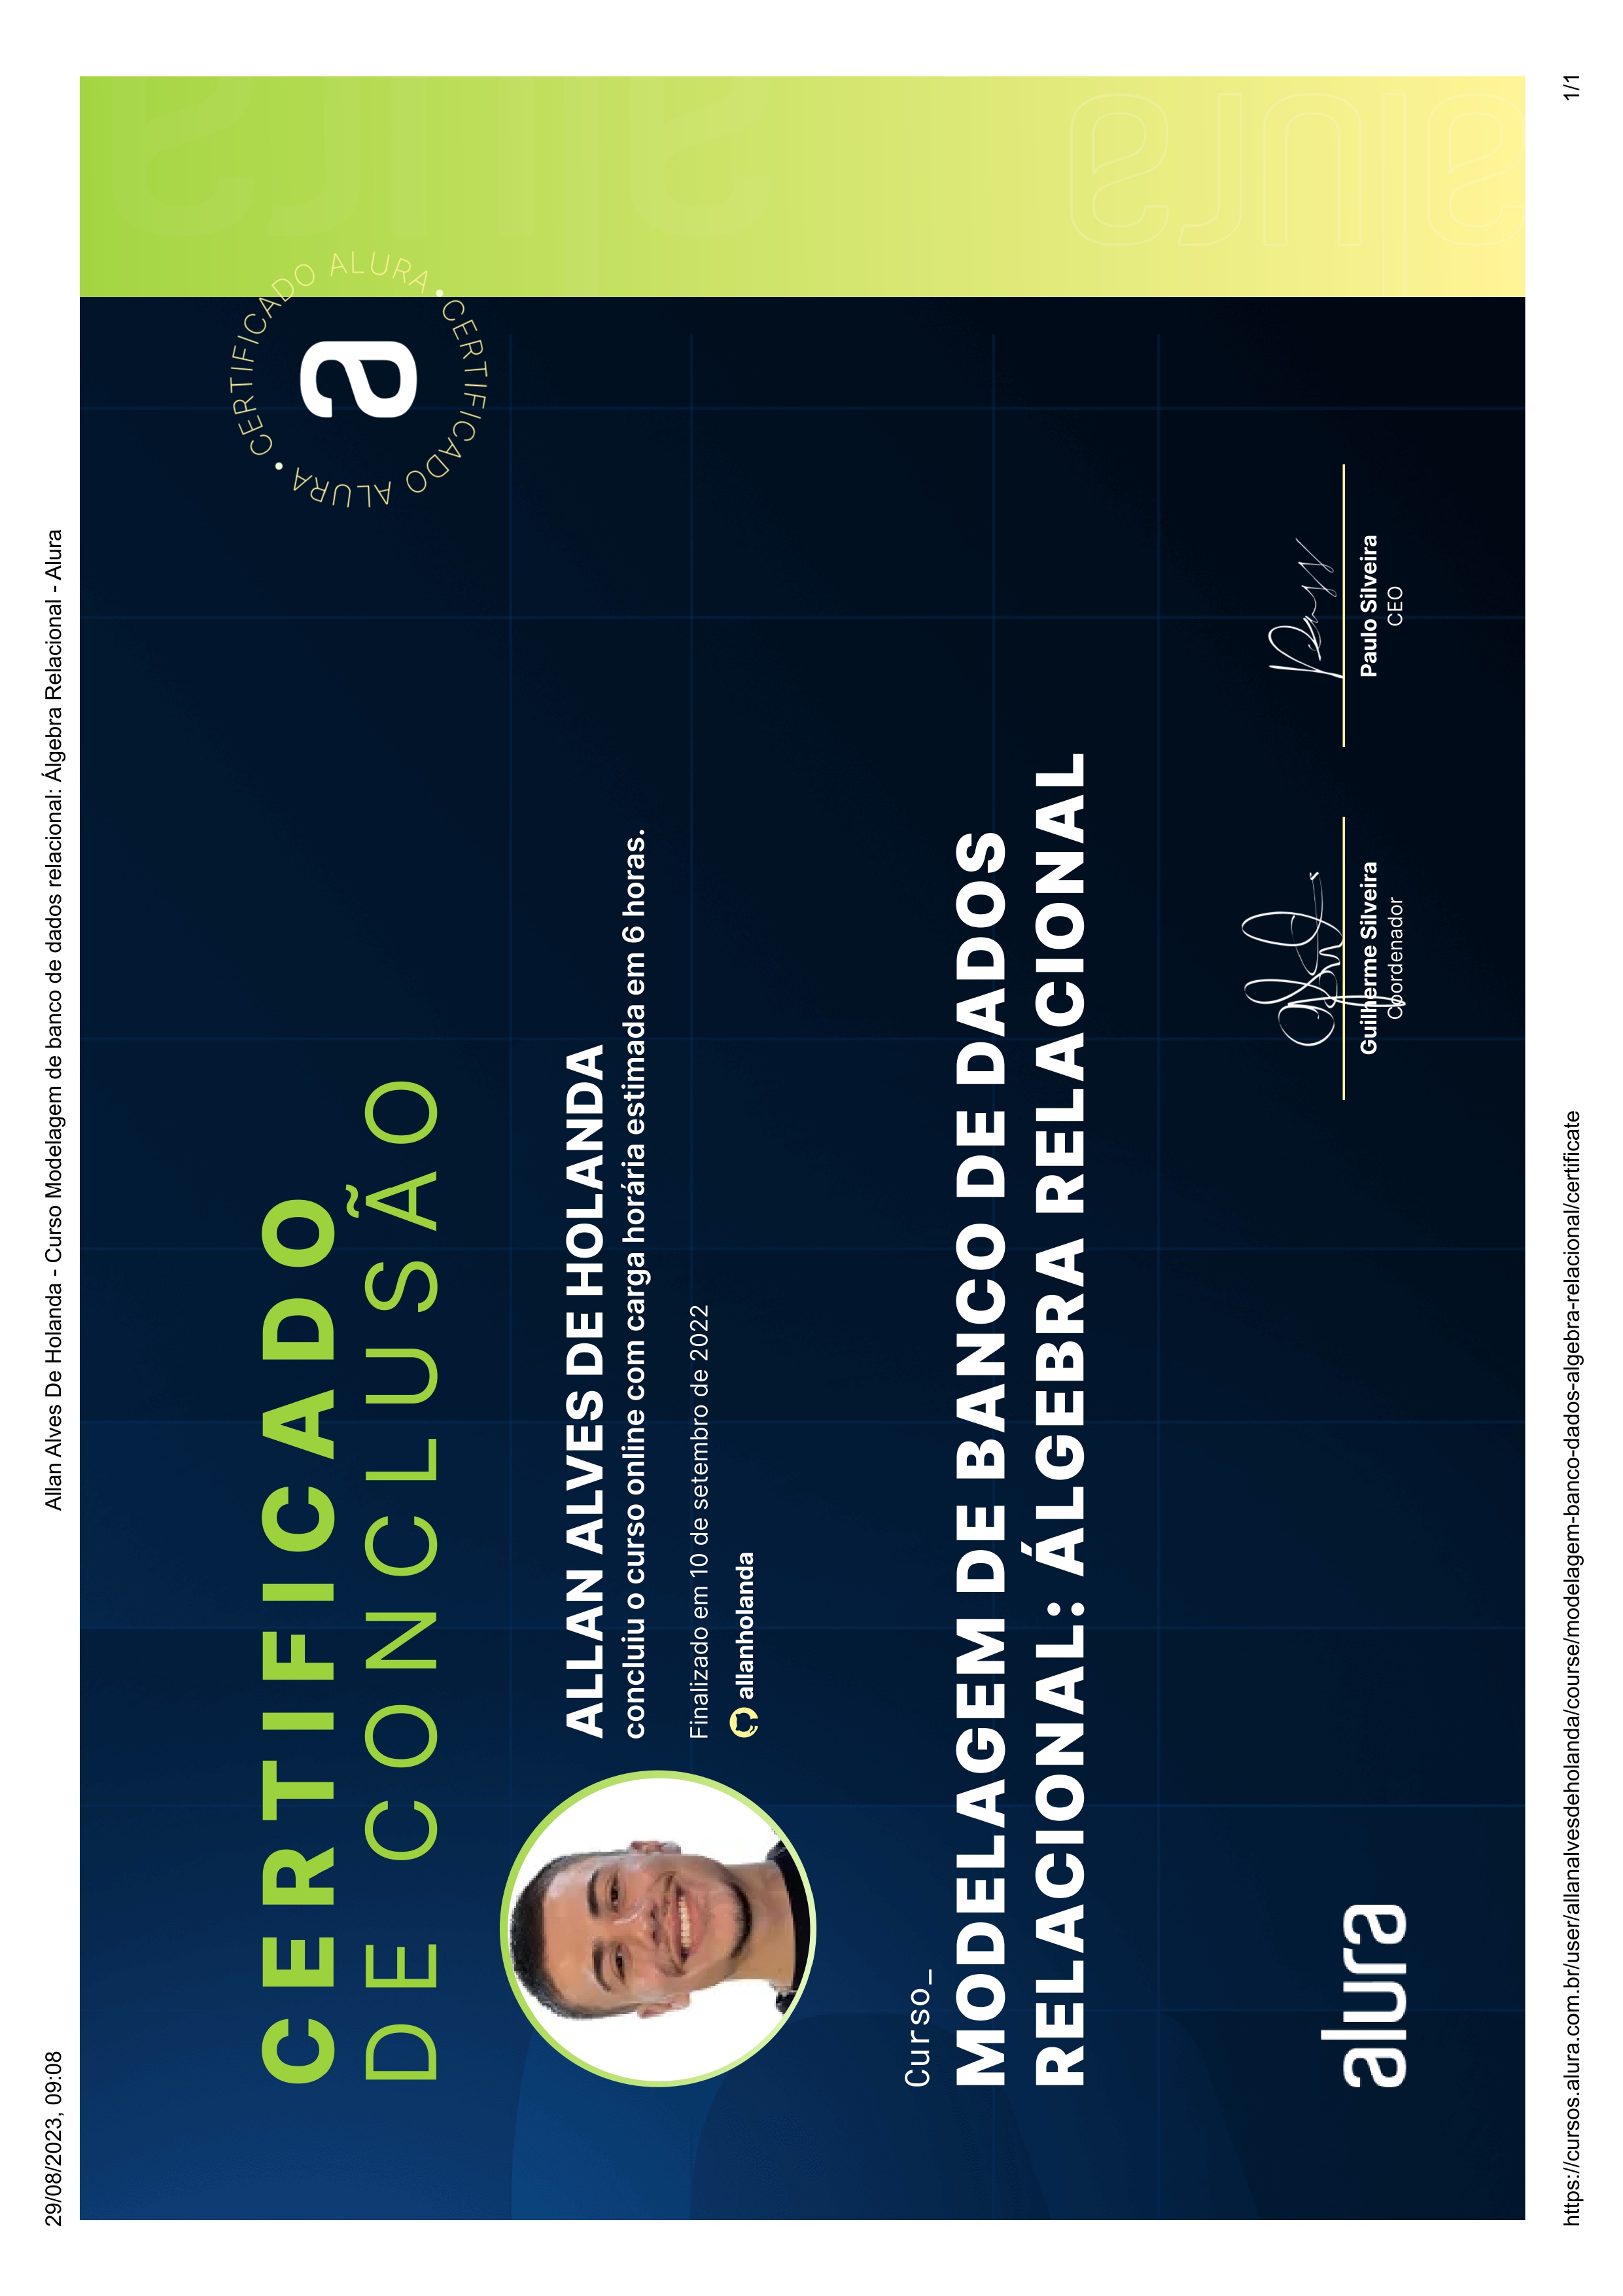 29/08/2023, 09:08
Allan Alves De Holanda - Curso Modelagem de banco de dados relacional: Álgebra Relacional - Alura
CERTIFICADO
DE CONCLUSÃO
CERTIFICADO ALURA • CERTIFICADO ALURA •
a
ALLAN ALVES DE HOLANDA
concluiu o curso online com carga horária estimada em 6 horas.
Finalizado em 10 de setembro de 2022
allanholanda
Curso_
MODELAGEM DE BANCO DE DADOS
RELACIONAL: ÁLGEBRA RELACIONAL
alura
Guilherme Silveira
Coordenador
Paulo Silveira
CEO
alura
https://cursos.alura.com.br/user/allanalvesdeholanda/course/modelagem-banco-dados-algebra-relacional/certificate
1/1